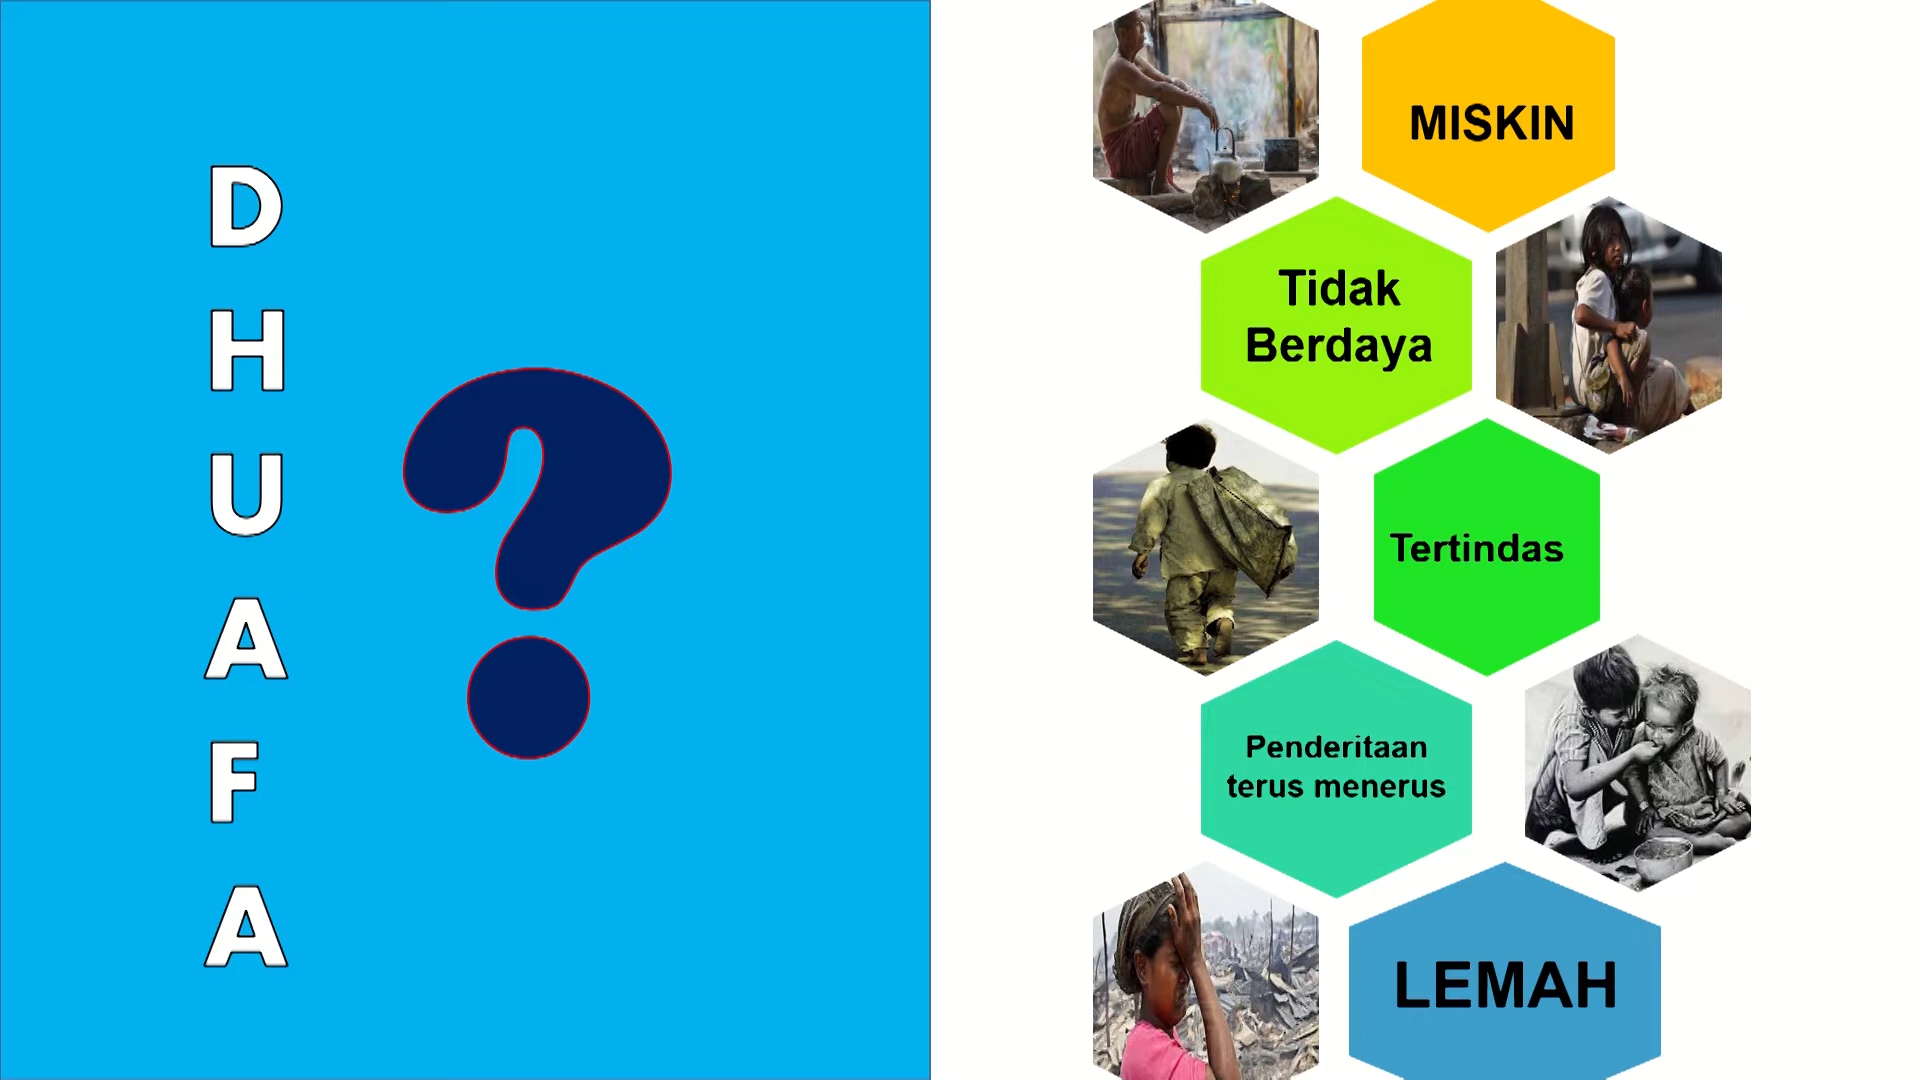 D
H
U
A
F
A
?
MISKIN
Tidak
Berdaya
Tertindas
Penderitaan
terus menerus
LEMAH